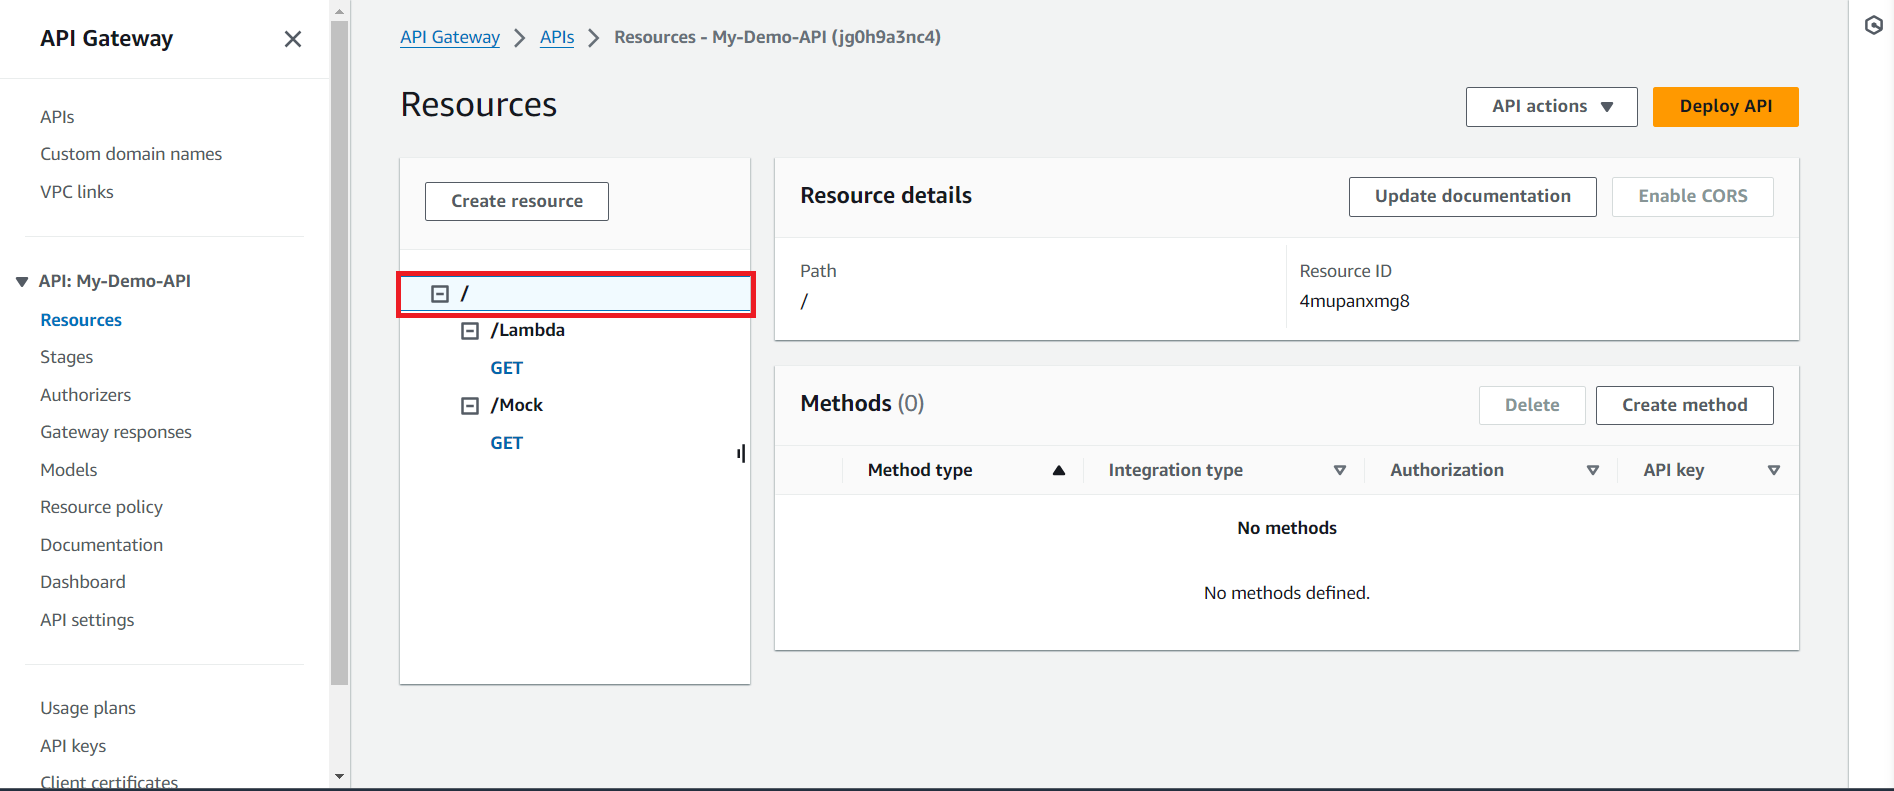 API Gateway
APIs
Custom domain names
VPC links
API: My-Demo-API
Resources
Stages
Authorizers
Gateway responses
Models
Resource policy
Documentation
Dashboard
API settings
Usage plans
API keys
Client certificates
API Gateway > APIs > Resources - My-Demo-API (jg0h9a3nc4)
Resources
API actions
Deploy API
Create resource
/
/Lambda
GET
/Mock
GET
Resource details
Update documentation
Enable CORS
Path
/
Resource ID
4mupanxmg8
Methods (0)
Delete
Create method
Method type Integration type Authorization API key
No methods
No methods defined.